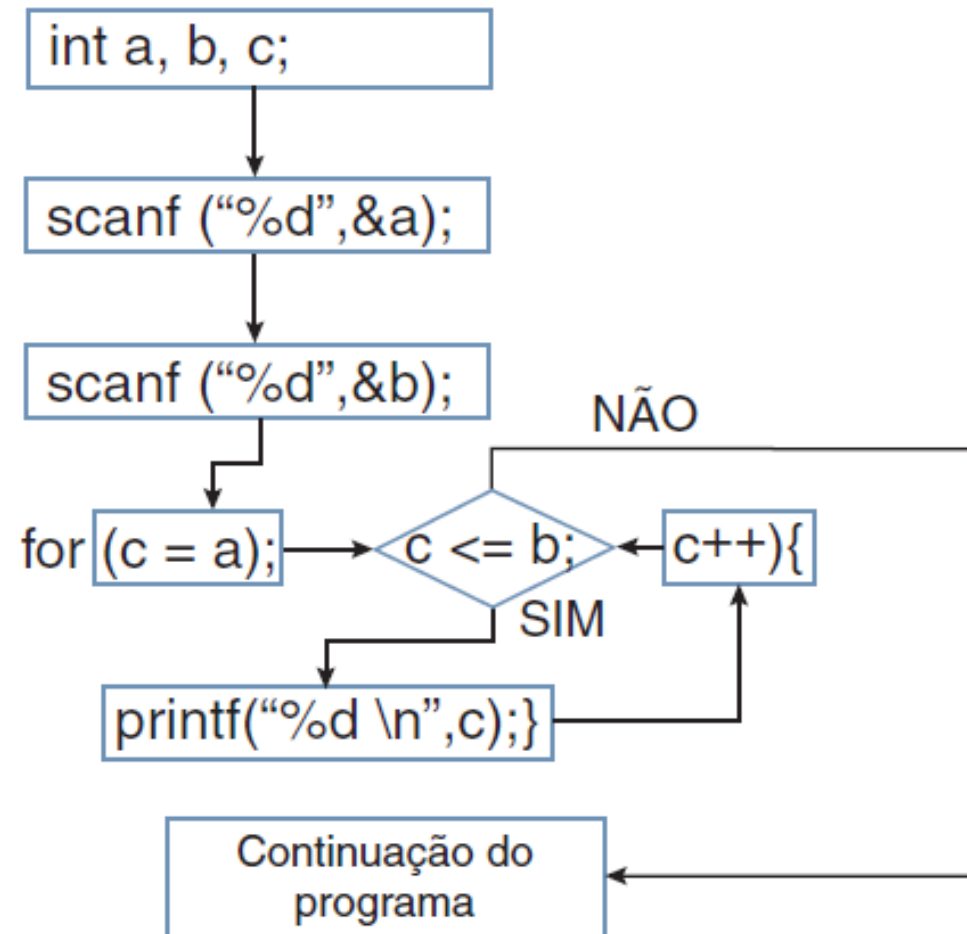 int a, b, c;
scanf (“%d”,&a);
scanf (“%d”,&b);
NÃO
for (c = a); c <= b; c++){
SIM
printf(“%d \n”,c);}
Continuação do
programa